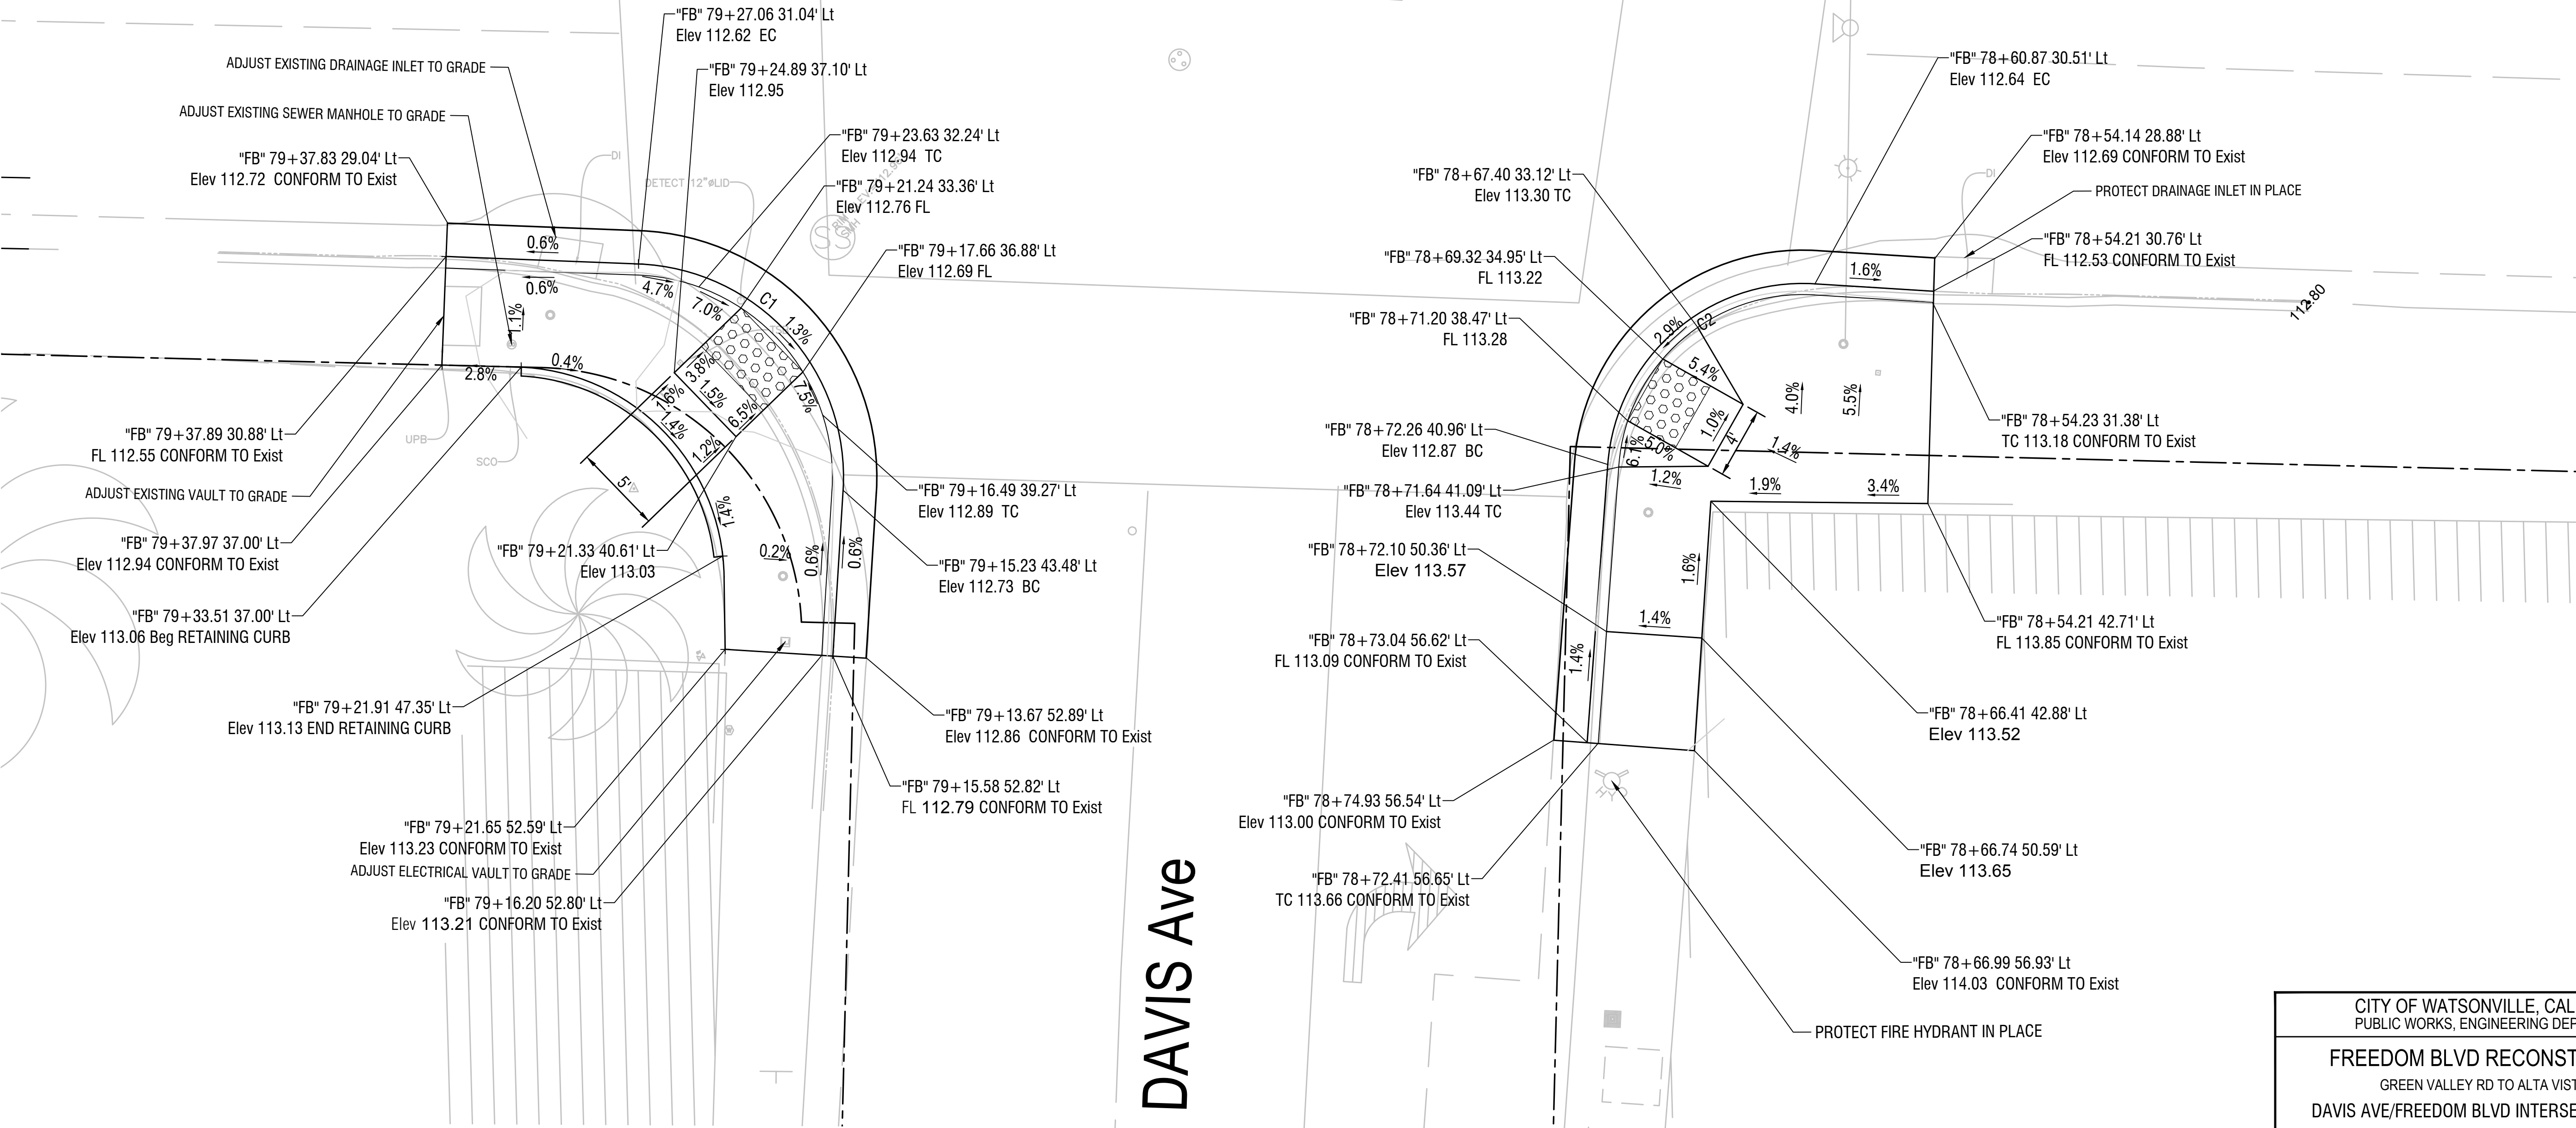 "FB" 79+27.06 31.04' Lt
Elev 112.62 EC
ADJUST EXISTING DRAINAGE INLET TO GRADE
"FB" 79+24.89 37.10' Lt
Elev 112.95
ADJUST EXISTING SEWER MANHOLE TO GRADE
"FB" 79+23.63 32.24' Lt
Elev 112.94 TC
"FB" 79+37.83 29.04' Lt
Elev 112.72 CONFORM TO Exist
DI
DETECT 12"øLID
"FB" 79+21.24 33.36' Lt
Elev 112.76 FL
SS
"FB" 79+17.66 36.88' Lt
Elev 112.69 FL
0.6%
0.6%
4.7%
7.0%
C1
1.3%
1.1%
3.8%
1.5%
7.5%
0.4%
2.8%
1.6%
6.5%
1.4%
1.2%
5'
1.4%
0.2%
0.6%
0.6%
"FB" 79+37.89 30.88' Lt
FL 112.55 CONFORM TO Exist
UPB
SCO
ADJUST EXISTING VAULT TO GRADE
"FB" 79+37.97 37.00' Lt
Elev 112.94 CONFORM TO Exist
"FB" 79+33.51 37.00' Lt
Elev 113.06 Beg RETAINING CURB
"FB" 79+21.33 40.61' Lt
Elev 113.03
"FB" 79+16.49 39.27' Lt
Elev 112.89 TC
"FB" 79+15.23 43.48' Lt
Elev 112.73 BC
"FB" 79+21.91 47.35' Lt
Elev 113.13 END RETAINING CURB
"FB" 79+13.67 52.89' Lt
Elev 112.86 CONFORM TO Exist
"FB" 79+15.58 52.82' Lt
FL 112.79 CONFORM TO Exist
"FB" 79+21.65 52.59' Lt
Elev 113.23 CONFORM TO Exist
ADJUST ELECTRICAL VAULT TO GRADE
"FB" 79+16.20 52.80' Lt
Elev 113.21 CONFORM TO Exist
DAVIS Ave
"FB" 78+60.87 30.51' Lt
Elev 112.64 EC
"FB" 78+54.14 28.88' Lt
Elev 112.69 CONFORM TO Exist
DI
PROTECT DRAINAGE INLET IN PLACE
"FB" 78+67.40 33.12' Lt
Elev 113.30 TC
"FB" 78+54.21 30.76' Lt
FL 112.53 CONFORM TO Exist
"FB" 78+69.32 34.95' Lt
FL 113.22
1.6%
112.80
"FB" 78+71.20 38.47' Lt
FL 113.28
2.9%
C2
5.4%
4.0%
5.5%
1.0%
4'
1.4%
6.1%
5.0%
1.2%
1.9%
3.4%
"FB" 78+54.23 31.38' Lt
TC 113.18 CONFORM TO Exist
"FB" 78+72.26 40.96' Lt
Elev 112.87 BC
"FB" 78+71.64 41.09' Lt
Elev 113.44 TC
"FB" 78+72.10 50.36' Lt
Elev 113.57
1.6%
1.4%
1.4%
"FB" 78+54.21 42.71' Lt
FL 113.85 CONFORM TO Exist
"FB" 78+73.04 56.62' Lt
FL 113.09 CONFORM TO Exist
"FB" 78+66.41 42.88' Lt
Elev 113.52
HYD
"FB" 78+74.93 56.54' Lt
Elev 113.00 CONFORM TO Exist
"FB" 78+66.74 50.59' Lt
Elev 113.65
"FB" 78+72.41 56.65' Lt
TC 113.66 CONFORM TO Exist
"FB" 78+66.99 56.93' Lt
Elev 114.03 CONFORM TO Exist
PROTECT FIRE HYDRANT IN PLACE
CITY OF WATSONVILLE, CAL
PUBLIC WORKS, ENGINEERING DEP
FREEDOM BLVD RECONST
GREEN VALLEY RD TO ALTA VIST
DAVIS AVE/FREEDOM BLVD INTERSE